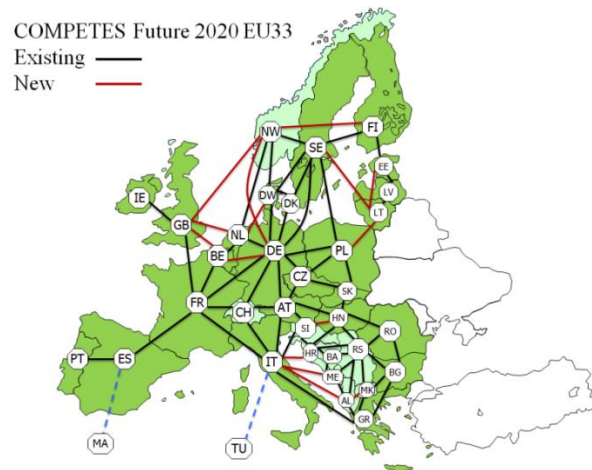 COMPETES Future 2020 EU33
Existing
New
NW
FI
SE
EE
LV
LT
IE
DW
DK
GB
NL
BE
DE
PL
CZ
SK
FR
CH
AT
HN
SI
RO
HR
BA
RS
PT
ES
IT
ME
BG
MK
AL
GR
MA
TU